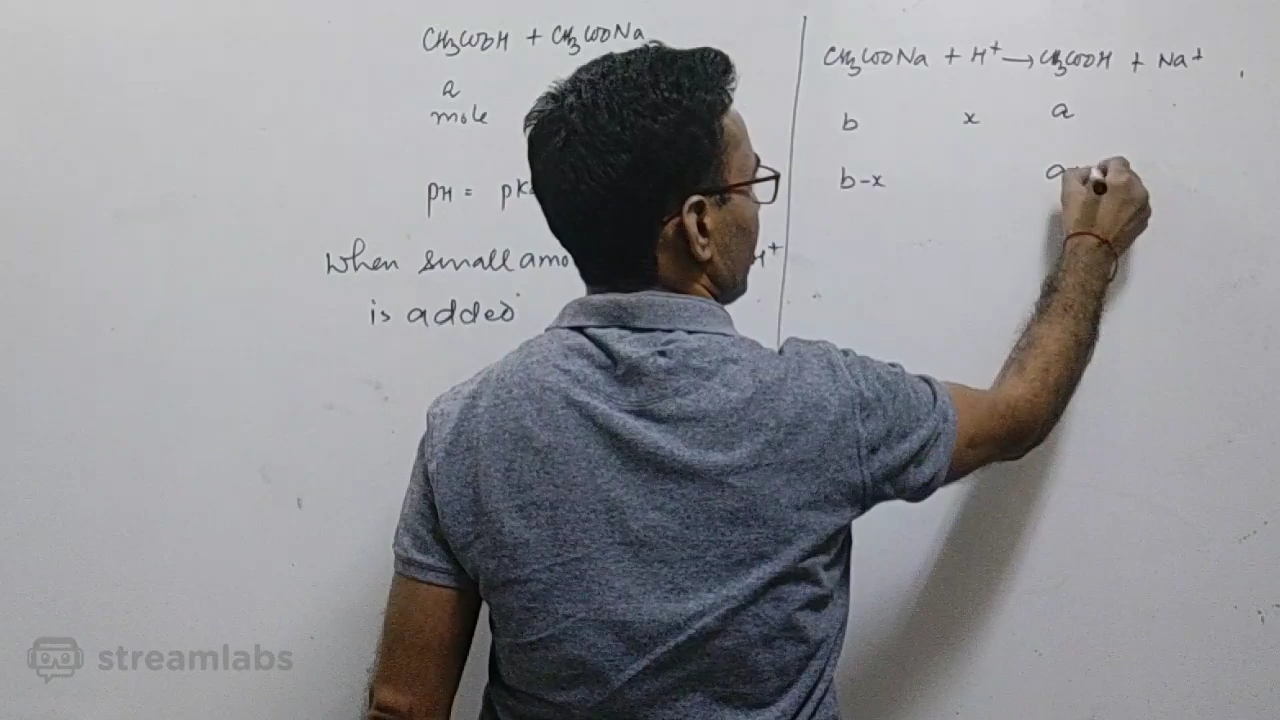 CH3COOH + CH3COONa
a
mole
pH = pK
When small amo H+
is added
CH3COONa + H+ → CH3COOH + Na+
b x a
b-x a
streamlabs